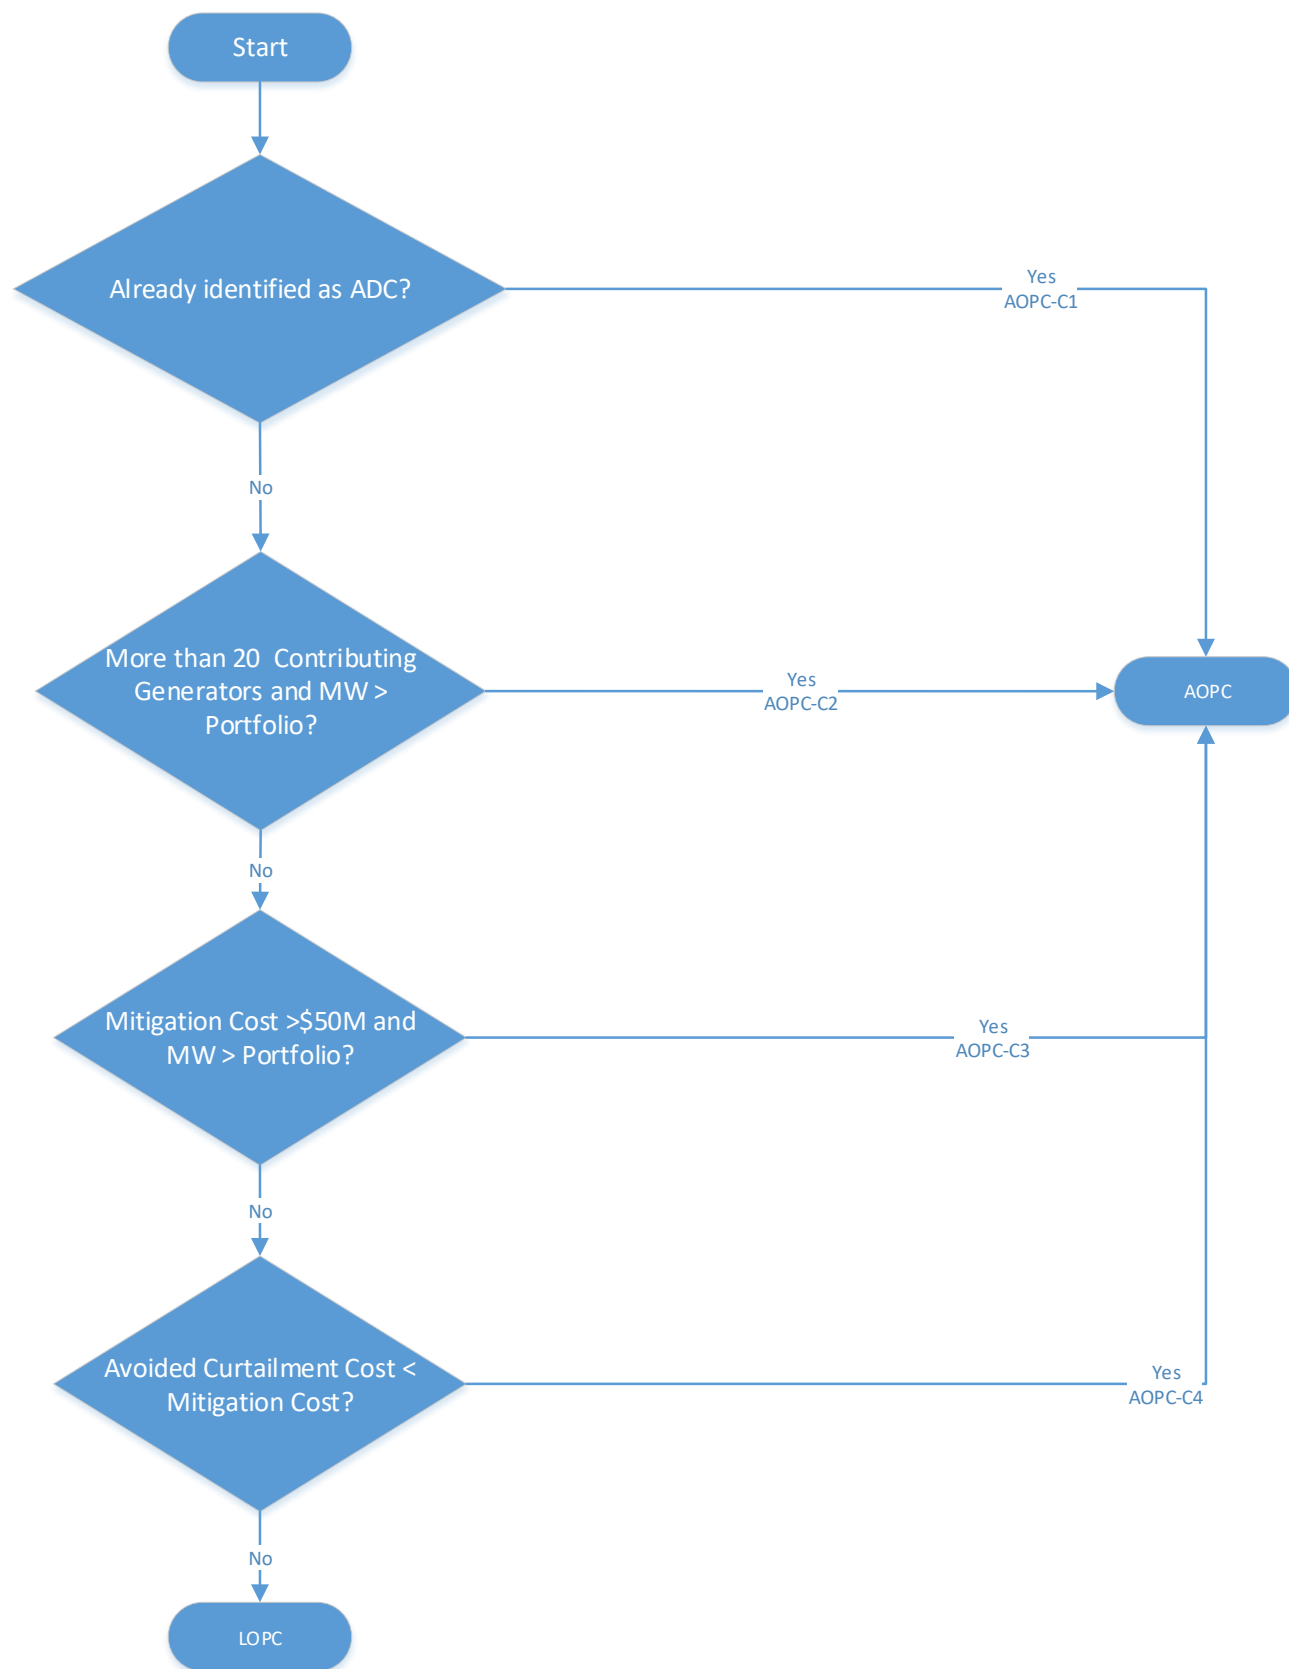 Start
Already identified as ADC?
Yes
AOPC-C1
No
More than 20  Contributing
Generators and MW >
Portfolio?
Yes
AOPC-C2
AOPC
No
Mitigation Cost >$50M and
MW > Portfolio?
Yes
AOPC-C3
No
Avoided Curtailment Cost <
Mitigation Cost?
Yes
AOPC-C4
No
LOPC